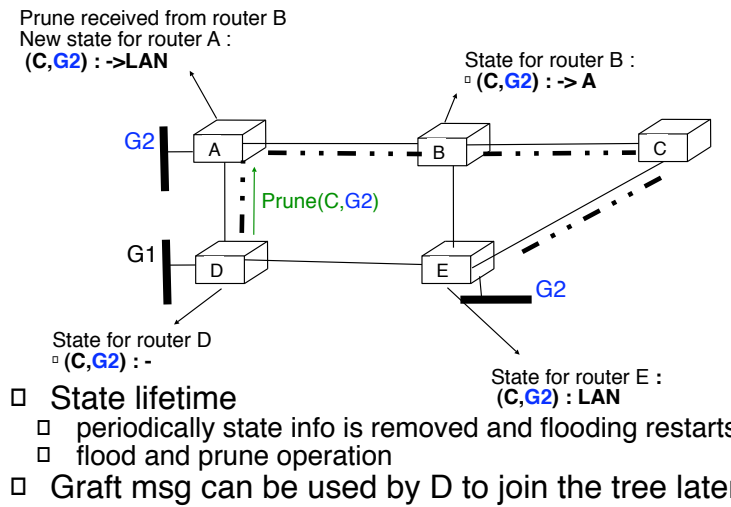 Prune received from router B
New state for router A :
(C,G2) : ->LAN
State for router B :
(C,G2) : -> A
G2
A
B
C
Prune(C,G2)
G1
D
E
G2
State for router D
(C,G2) : -
State for router E :
(C,G2) : LAN
State lifetime
periodically state info is removed and flooding restarts
flood and prune operation
Graft msg can be used by D to join the tree later